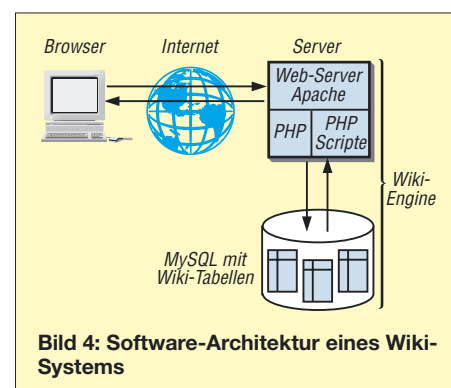 Browser
Internet
Server
Web-Server
Apache
PHP
PHP
Scripte
Wiki-
Engine
MySQL mit
Wiki-Tabellen
Bild 4: Software-Architektur eines Wiki-
Systems